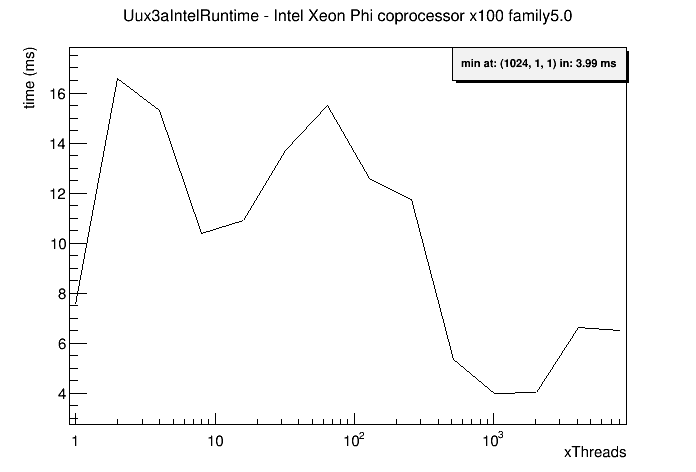 Uux3aIntelRuntime - Intel Xeon Phi coprocessor x100 family5.0
min at: (1024, 1, 1) in: 3.99 ms
time (ms)
16
14
12
10
8
6
4
1 10 10² 10³
xThreads